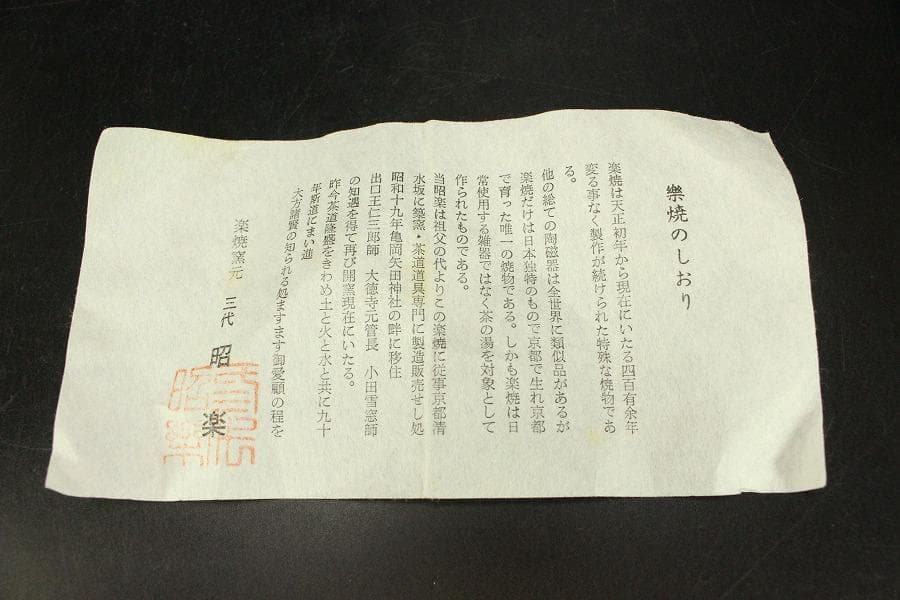 樂焼のしおり
楽焼は天正初年から現在にいたる四百有余年
変る事なく製作が続けられた特殊な焼物であ
る。
他の総ての陶磁器は全世界に類似品があるが
楽焼だけは日本独特のもので京都で生れ京都
で育った唯一の焼物である。しかも楽焼は日
常使用する雑器ではなく茶の湯を対象として
作られたものである。
当昭楽は祖父の代よりこの楽焼に従事京都清
水坂に築窯・茶道道具専門に製造販売せし処
昭和十九年亀岡矢田神社の畔に移住
出口王仁三郎師　大徳寺元管長　小田雪窓師
の知遇を得て再び開窯現在にいたる。
昨今茶道隆盛をきわめ土と火と水と共に九十
年斯道にまい進
大方諸賢の知られる処ますます御愛顧の程を
楽焼窯元　三代　昭楽